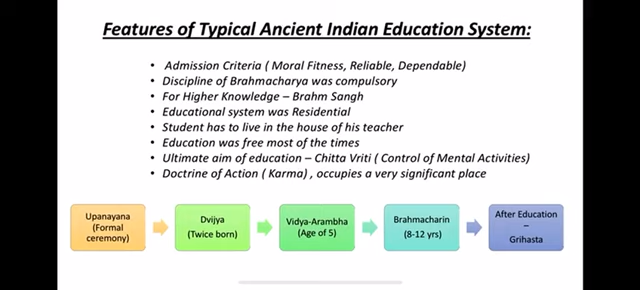 Features of Typical Ancient Indian Education System:
• Admission Criteria ( Moral Fitness, Reliable, Dependable)
• Discipline of Brahmacharya was compulsory
• For Higher Knowledge – Brahm Sangh
• Educational system was Residential
• Student has to live in the house of his teacher
• Education was free most of the times
• Ultimate aim of education – Chitta Vriti ( Control of Mental Activities)
• Doctrine of Action ( Karma) , occupies a very significant place
Upanayana
(Formal
ceremony)
Dvijya
(Twice born)
Vidya-Arambha
(Age of 5)
Brahmacharin
(8-12 yrs)
After Education
–
Grihasta